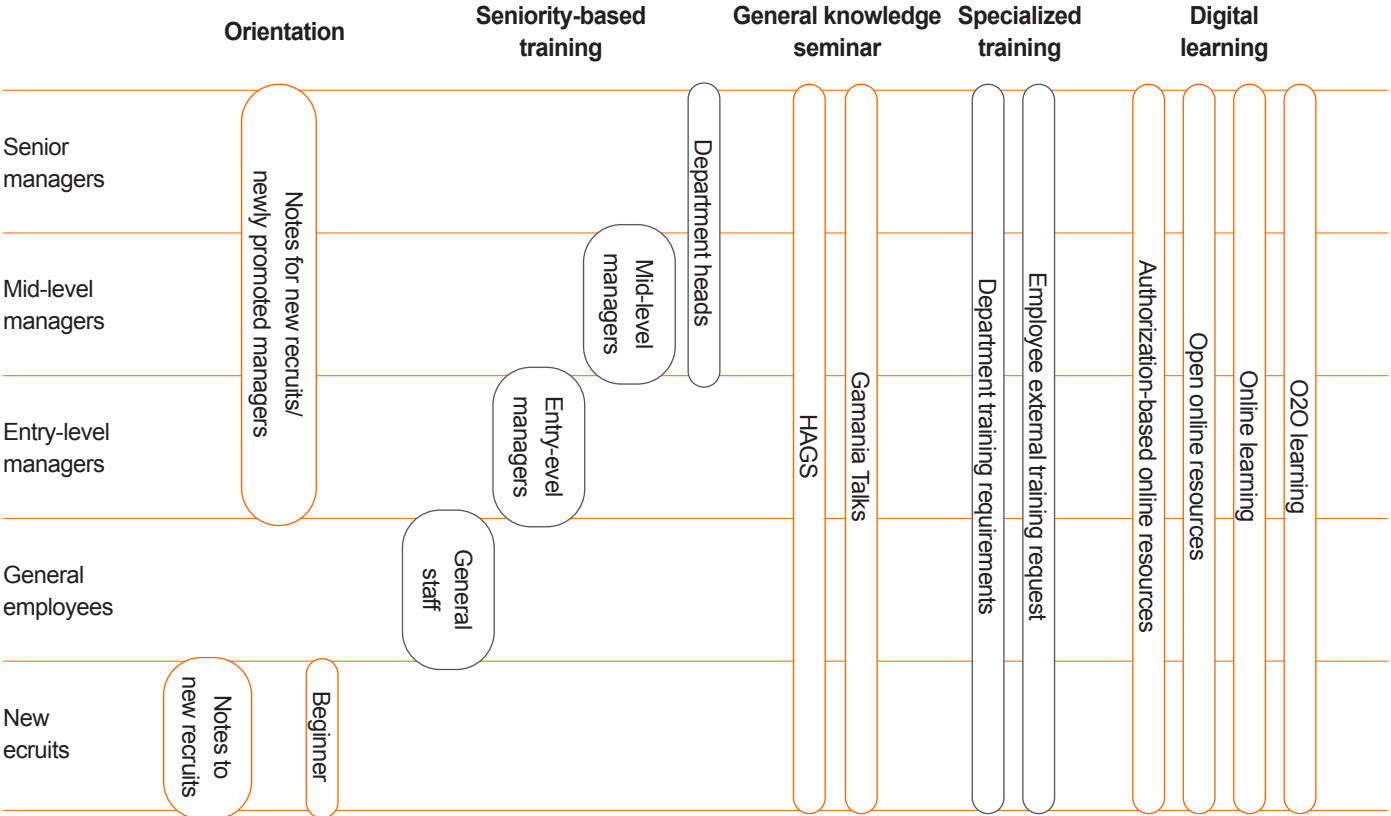 Orientation
Seniority-based
training
General knowledge
seminar
Specialized
training
Digital
learning
Senior
managers
Mid-level
managers
Entry-level
managers
General
employees
New
ecruits
Notes for new recruits/
newly promoted managers
Notes to
new recruits
Beginner
General
staff
Entry-evel
managers
Mid-level
managers
Department heads
HAGS
Gamania Talks
Department training requirements
Employee external training request
Authorization-based online resources
Open online resources
Online learning
O2O learning